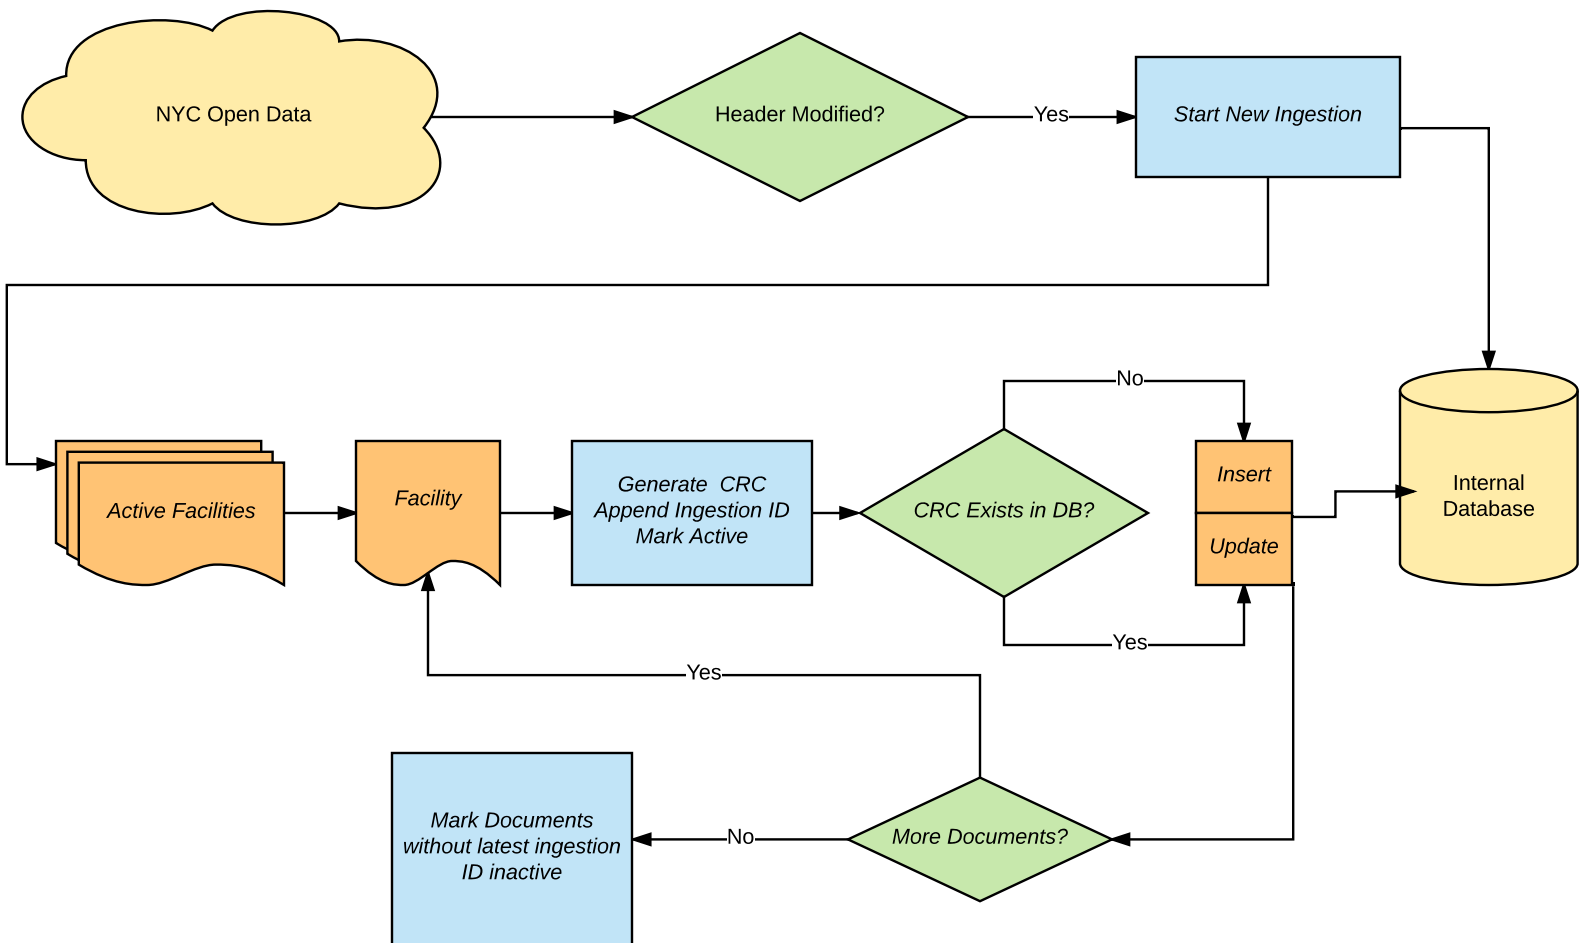 NYC Open Data
Header Modified?
Yes
Start New Ingestion
No
Active Facilities
Facility
Generate  CRC
Append Ingestion ID
Mark Active
CRC Exists in DB?
Insert
Update
Internal
Database
Yes
Yes
Mark Documents
without latest ingestion
ID inactive
No
More Documents?